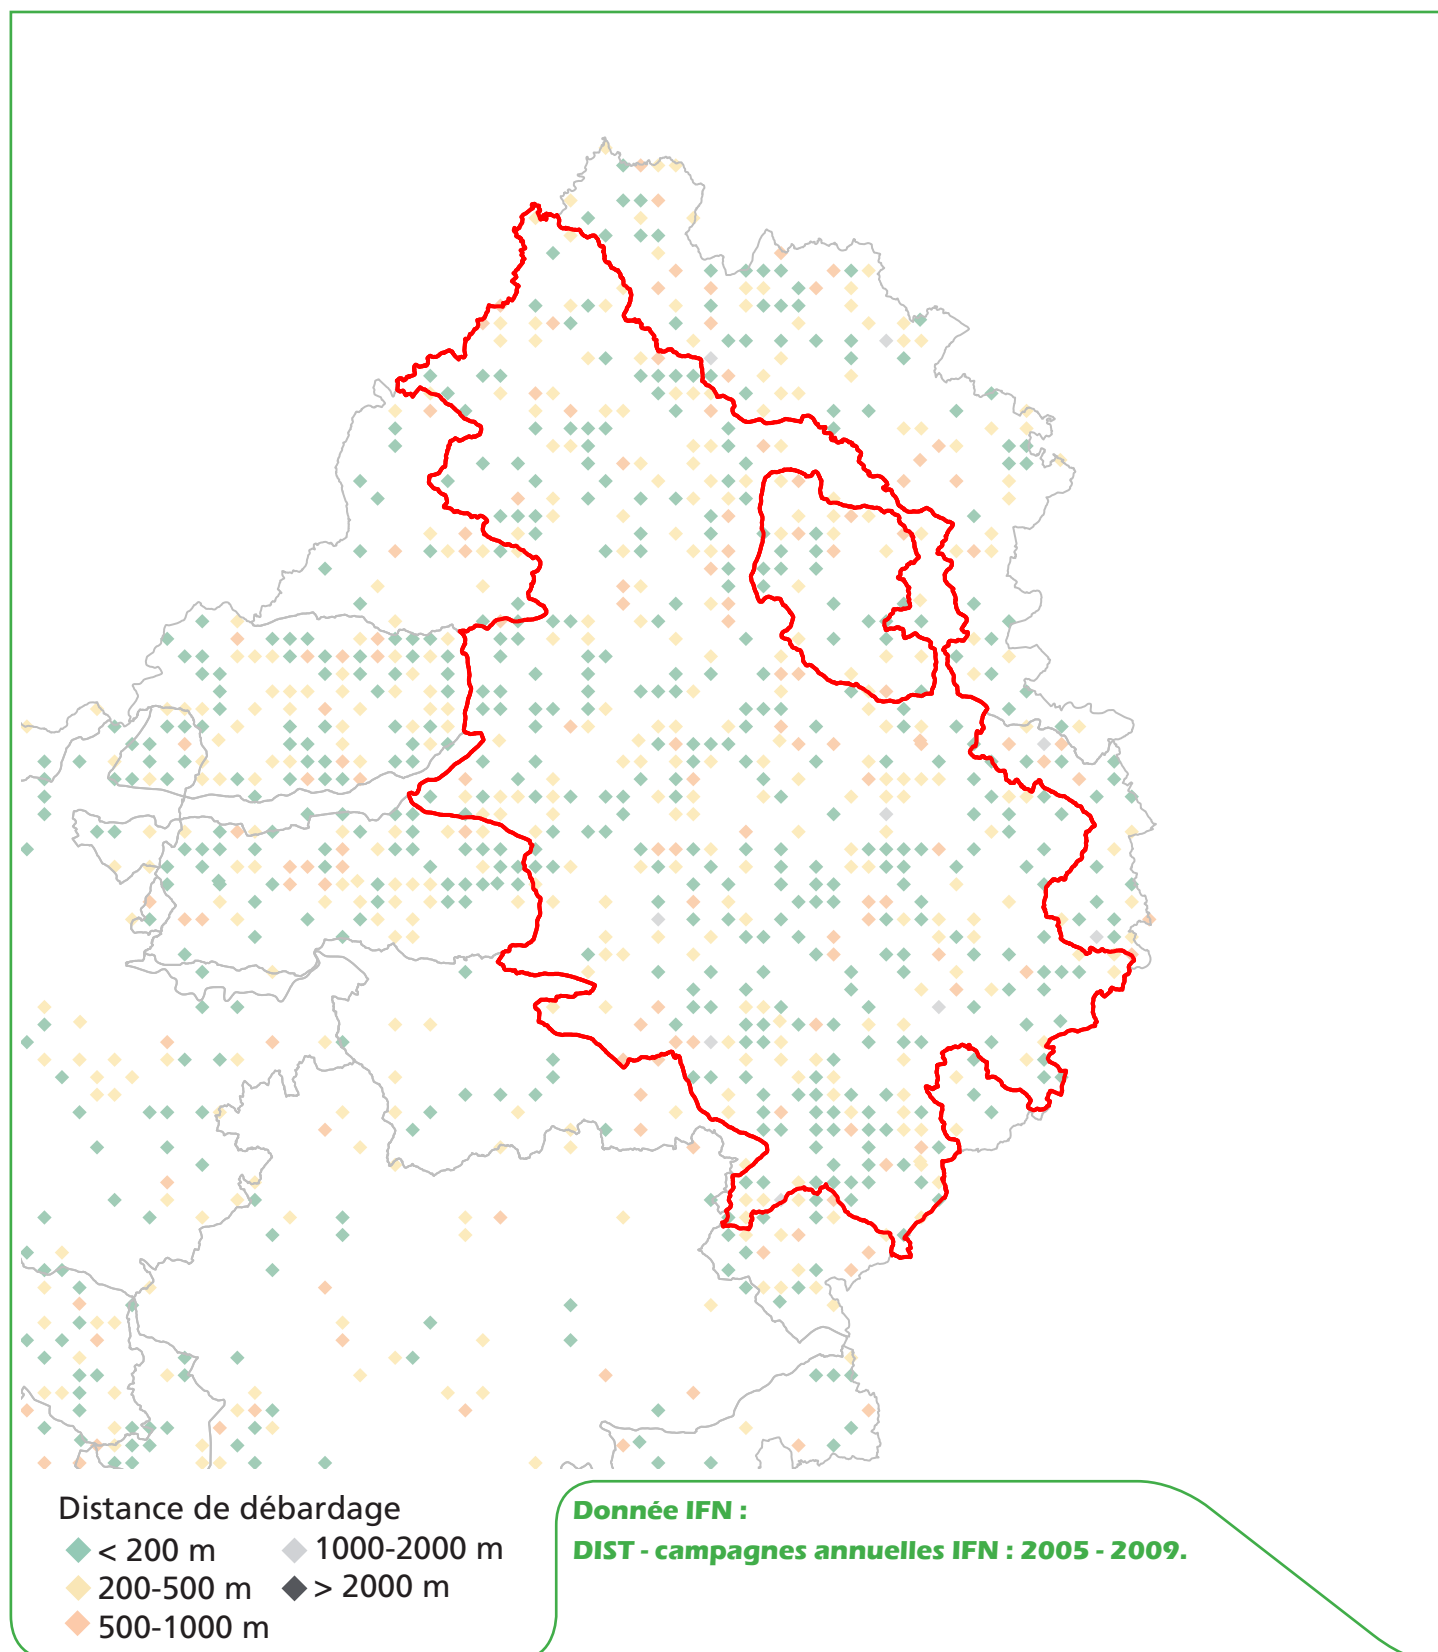 Distance de débardage
< 200 m
200-500 m
500-1000 m
1000-2000 m
> 2000 m
Donnée IFN :
DIST - campagnes annuelles IFN : 2005 - 2009.